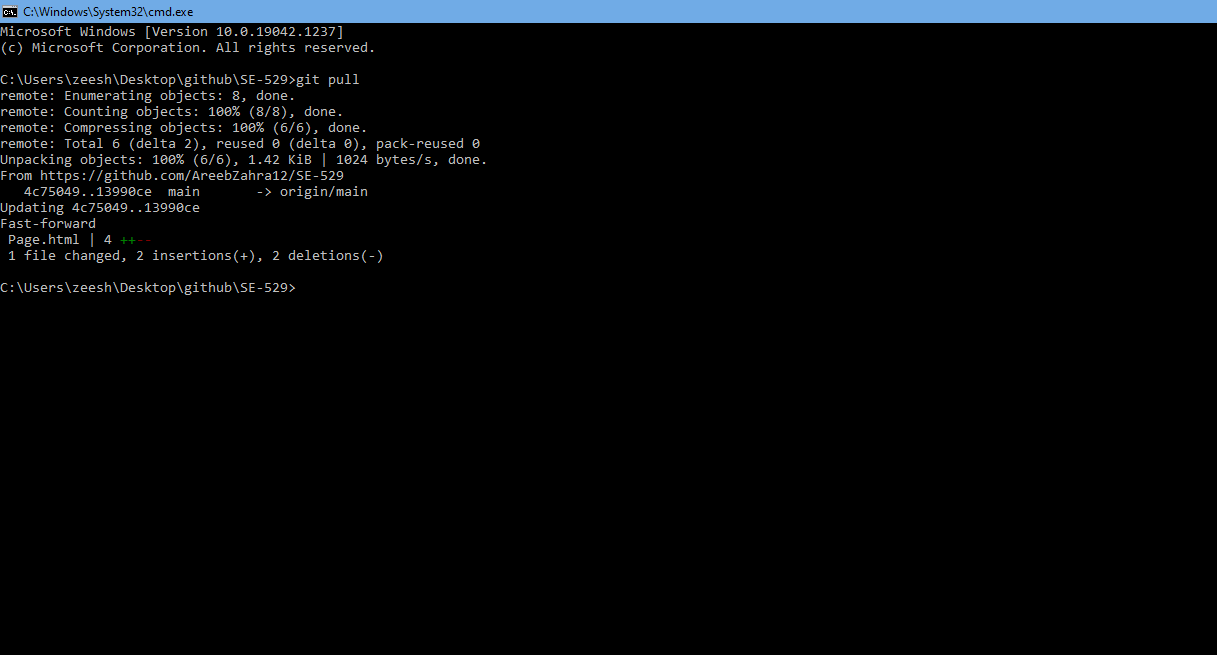 C:\Windows\System32\cmd.exe
Microsoft Windows [Version 10.0.19042.1237]
(c) Microsoft Corporation. All rights reserved.
C:\Users\zeesh\Desktop\github\SE-529>git pull
remote: Enumerating objects: 8, done.
remote: Counting objects: 100% (8/8), done.
remote: Compressing objects: 100% (6/6), done.
remote: Total 6 (delta 2), reused 0 (delta 0), pack-reused 0
Unpacking objects: 100% (6/6), 1.42 KiB | 1024 bytes/s, done.
From https://github.com/AreebZahra12/SE-529
   4c75049..13990ce  main       -> origin/main
Updating 4c75049..13990ce
Fast-forward
 Page.html | 4 ++--
 1 file changed, 2 insertions(+), 2 deletions(-)
C:\Users\zeesh\Desktop\github\SE-529>